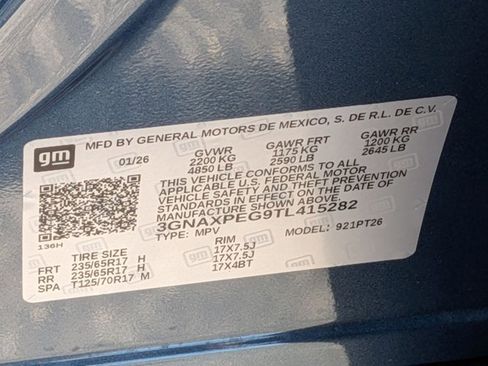 gm
MFD BY GENERAL MOTORS DE MEXICO, S. DE R.L. DE C.V.
01/26 GVWR GAWR FRT GAWR RR
2200 KG 1175 KG 1200 KG
4850 LB 2590 LB 2645 LB
THIS VEHICLE CONFORMS TO ALL
APPLICABLE U.S. FEDERAL MOTOR
VEHICLE SAFETY AND THEFT PREVENTION
STANDARDS IN EFFECT ON THE DATE OF
MANUFACTURE SHOWN ABOVE.
3GNAXPEG9TL415282
TYPE: MPV MODEL: 921PT26
136H
TIRE SIZE RIM
FRT 235/65R17 H 17X7.5J
RR 235/65R17 H 17X7.5J
SPA T125/70R17 M 17X4BT